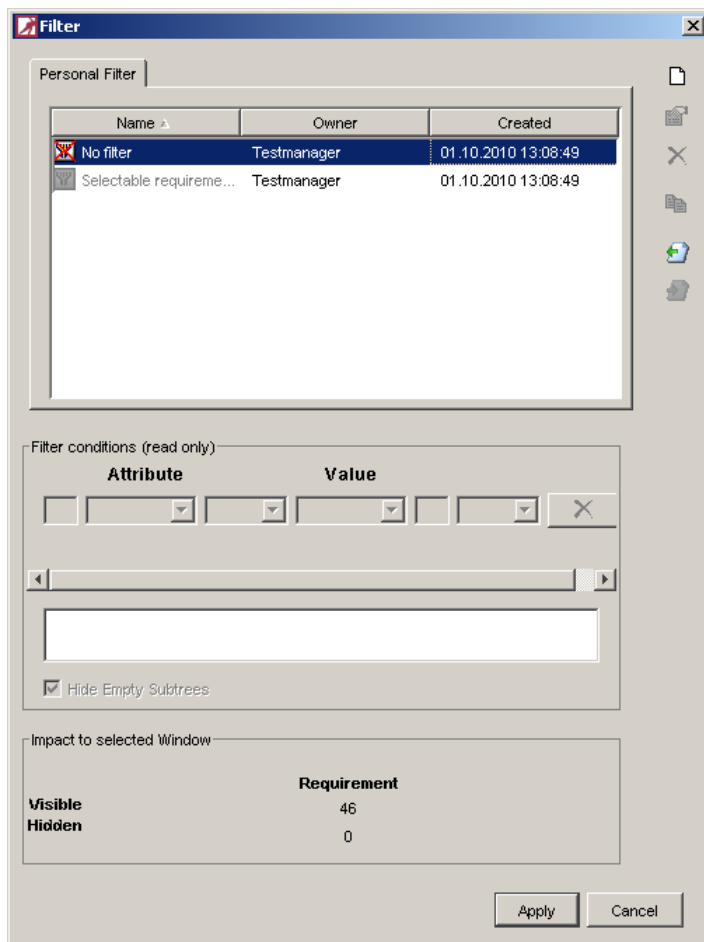 Filter
Personal Filter
Name Owner Created
No filter Testmanager 01.10.2010 13:08:49
Selectable requireme... Testmanager 01.10.2010 13:08:49
Filter conditions (read only)
Attribute Value
Hide Empty Subtrees
Impact to selected Window
Requirement
Visible 46
Hidden 0
Apply Cancel